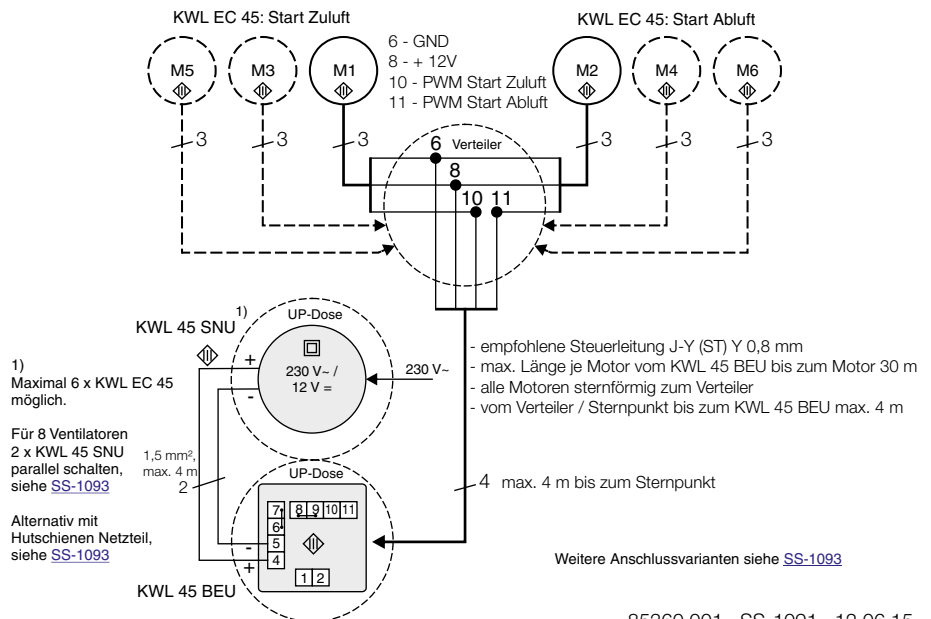 KWL EC 45: Start Zuluft
KWL EC 45: Start Abluft
M5
M3
M1
6 - GND
8 - + 12V
10 - PWM Start Zuluft
11 - PWM Start Abluft
M2
M4
M6
3
3
3
3
3
3
6
Verteiler
8
10
11
KWL 45 SNU
1)
UP-Dose
+
-
230 V~ /
12 V =
230 V~
- empfohlene Steuerleitung J-Y (ST) Y 0,8 mm
- max. Länge je Motor vom KWL 45 BEU bis zum Motor 30 m
- alle Motoren sternförmig zum Verteiler
- vom Verteiler / Sternpunkt bis zum KWL 45 BEU max. 4 m
1)
Maximal 6 x KWL EC 45
möglich.
Für 8 Ventilatoren
2 x KWL 45 SNU
parallel schalten,
siehe SS-1093
Alternativ mit
Hutschienen Netzteil,
siehe SS-1093
1,5 mm²,
max. 4 m
2
UP-Dose
7
8
9
10
11
6
5
4
-
+
1
2
KWL 45 BEU
4 max. 4 m bis zum Sternpunkt
Weitere Anschlussvarianten siehe SS-1093